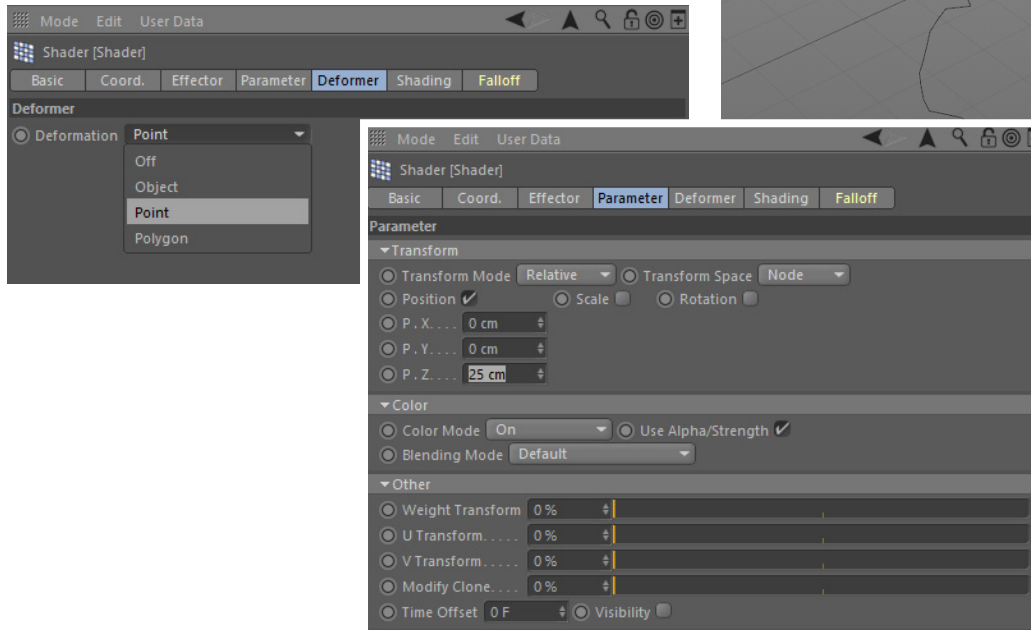 Mode Edit User Data
Shader [Shader]
Basic Coord. Effector Parameter Deformer Shading Falloff
Deformer
Deformation Point
Off
Object
Point
Polygon
Mode Edit User Data
Shader [Shader]
Basic Coord. Effector Parameter Deformer Shading Falloff
Parameter
Transform
Transform Mode Relative Transform Space Node
Position Scale Rotation
P . X. . . . 0 cm
P . Y. . . . 0 cm
P . Z. . . . 25 cm
Color
Color Mode On Use Alpha/Strength
Blending Mode Default
Other
Weight Transform 0 %
U Transform. . . . . 0 %
V Transform. . . . . 0 %
Modify Clone. . . . 0 %
Time Offset 0 F Visibility